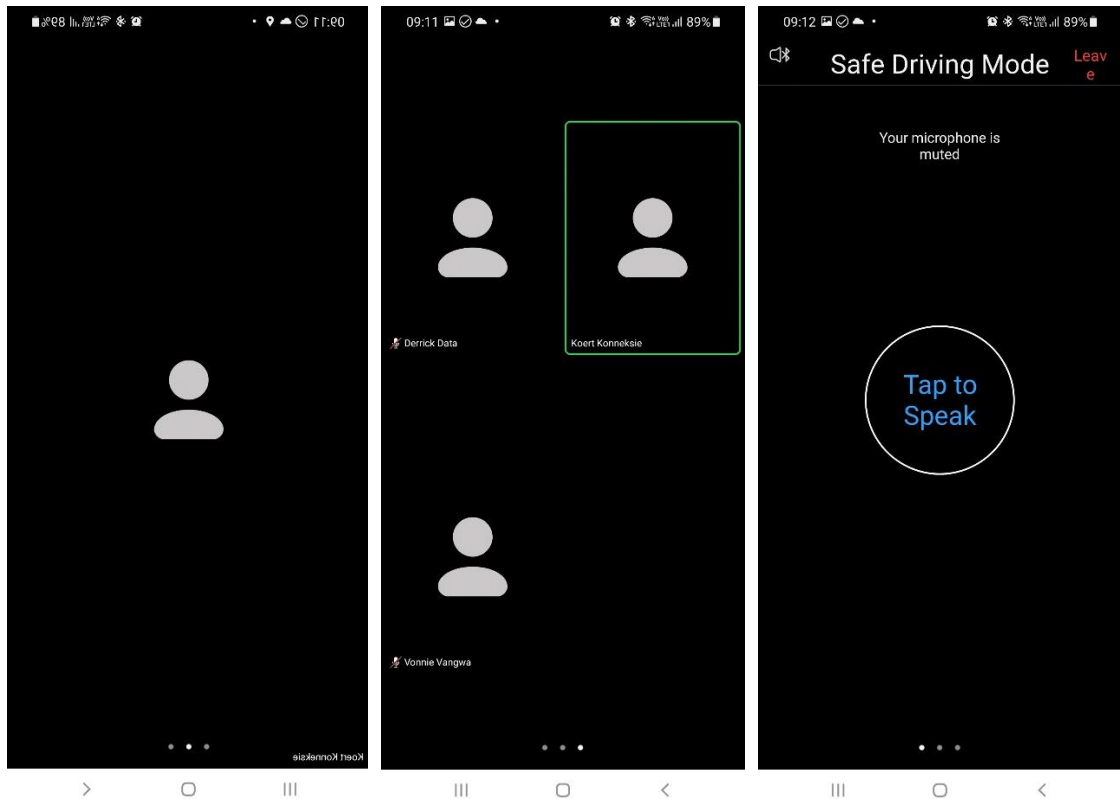 09:11
89%
Koert Konneksie
09:11
89%
Derrick Data
Koert Konneksie
Vonnie Vangwa
09:12
89%
Safe Driving Mode
Leav
e
Your microphone is
muted
Tap to
Speak